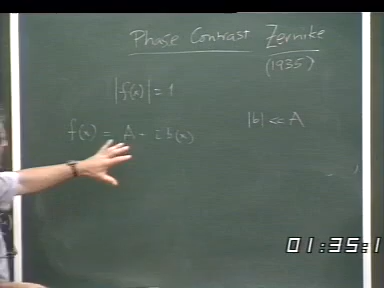 Phase Contrast Zernike
(1935)
|f(x)| = 1
f(x) = A - i b(x)
|b| << A
01:35:1